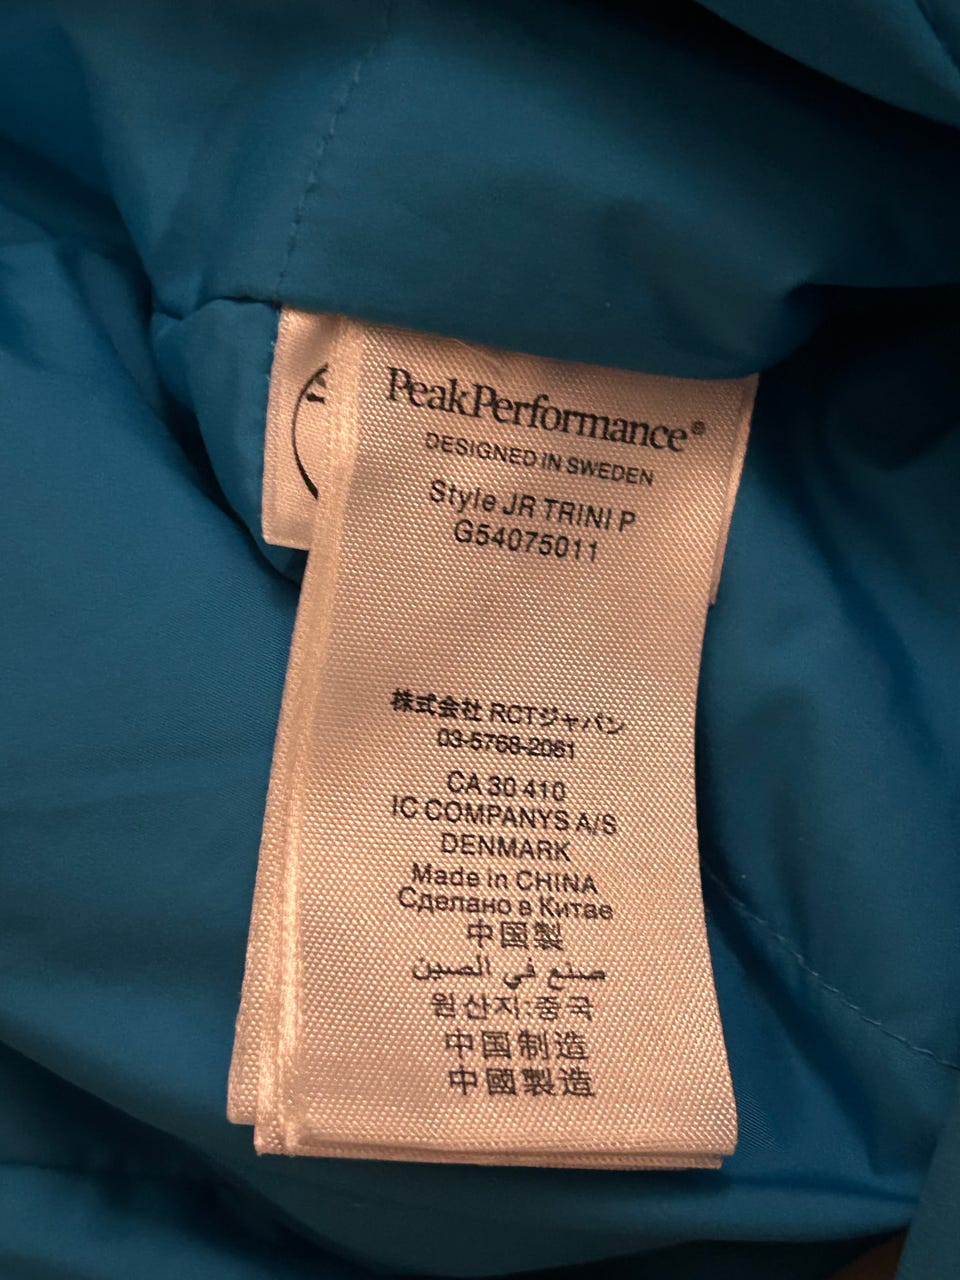 PeakPerformance®
DESIGNED IN SWEDEN
Style JR TRINI P
G54075011
株式会社 RCTジャパン
03-5768-2061
CA 30 410
IC COMPANYS A/S
DENMARK
Made in CHINA
Сделано в Китае
中国製
صنع في الصين
원산지:중국
中国制造
中國製造